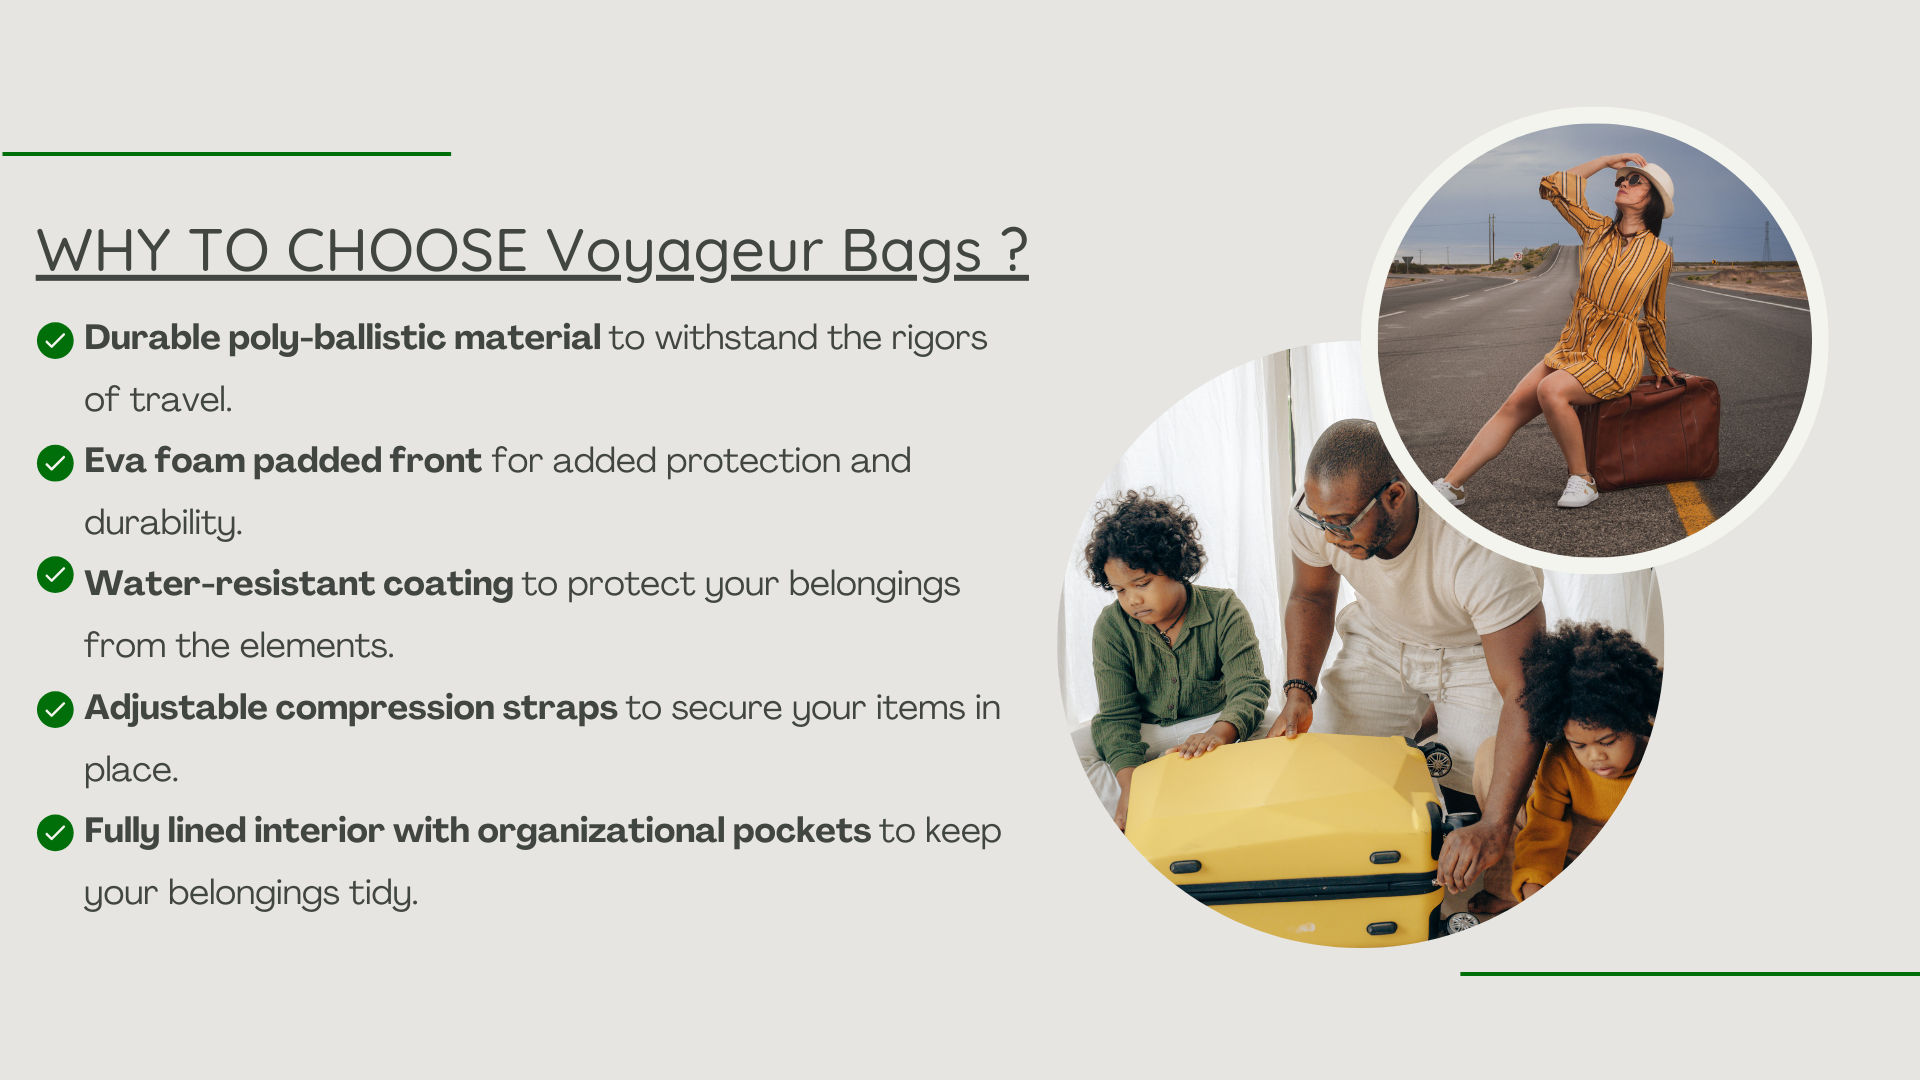 WHY TO CHOOSE Voyageur Bags ?
Durable poly-ballistic material to withstand the rigors
of travel.
Eva foam padded front for added protection and
durability.
Water-resistant coating to protect your belongings
from the elements.
Adjustable compression straps to secure your items in
place.
Fully lined interior with organizational pockets to keep
your belongings tidy.